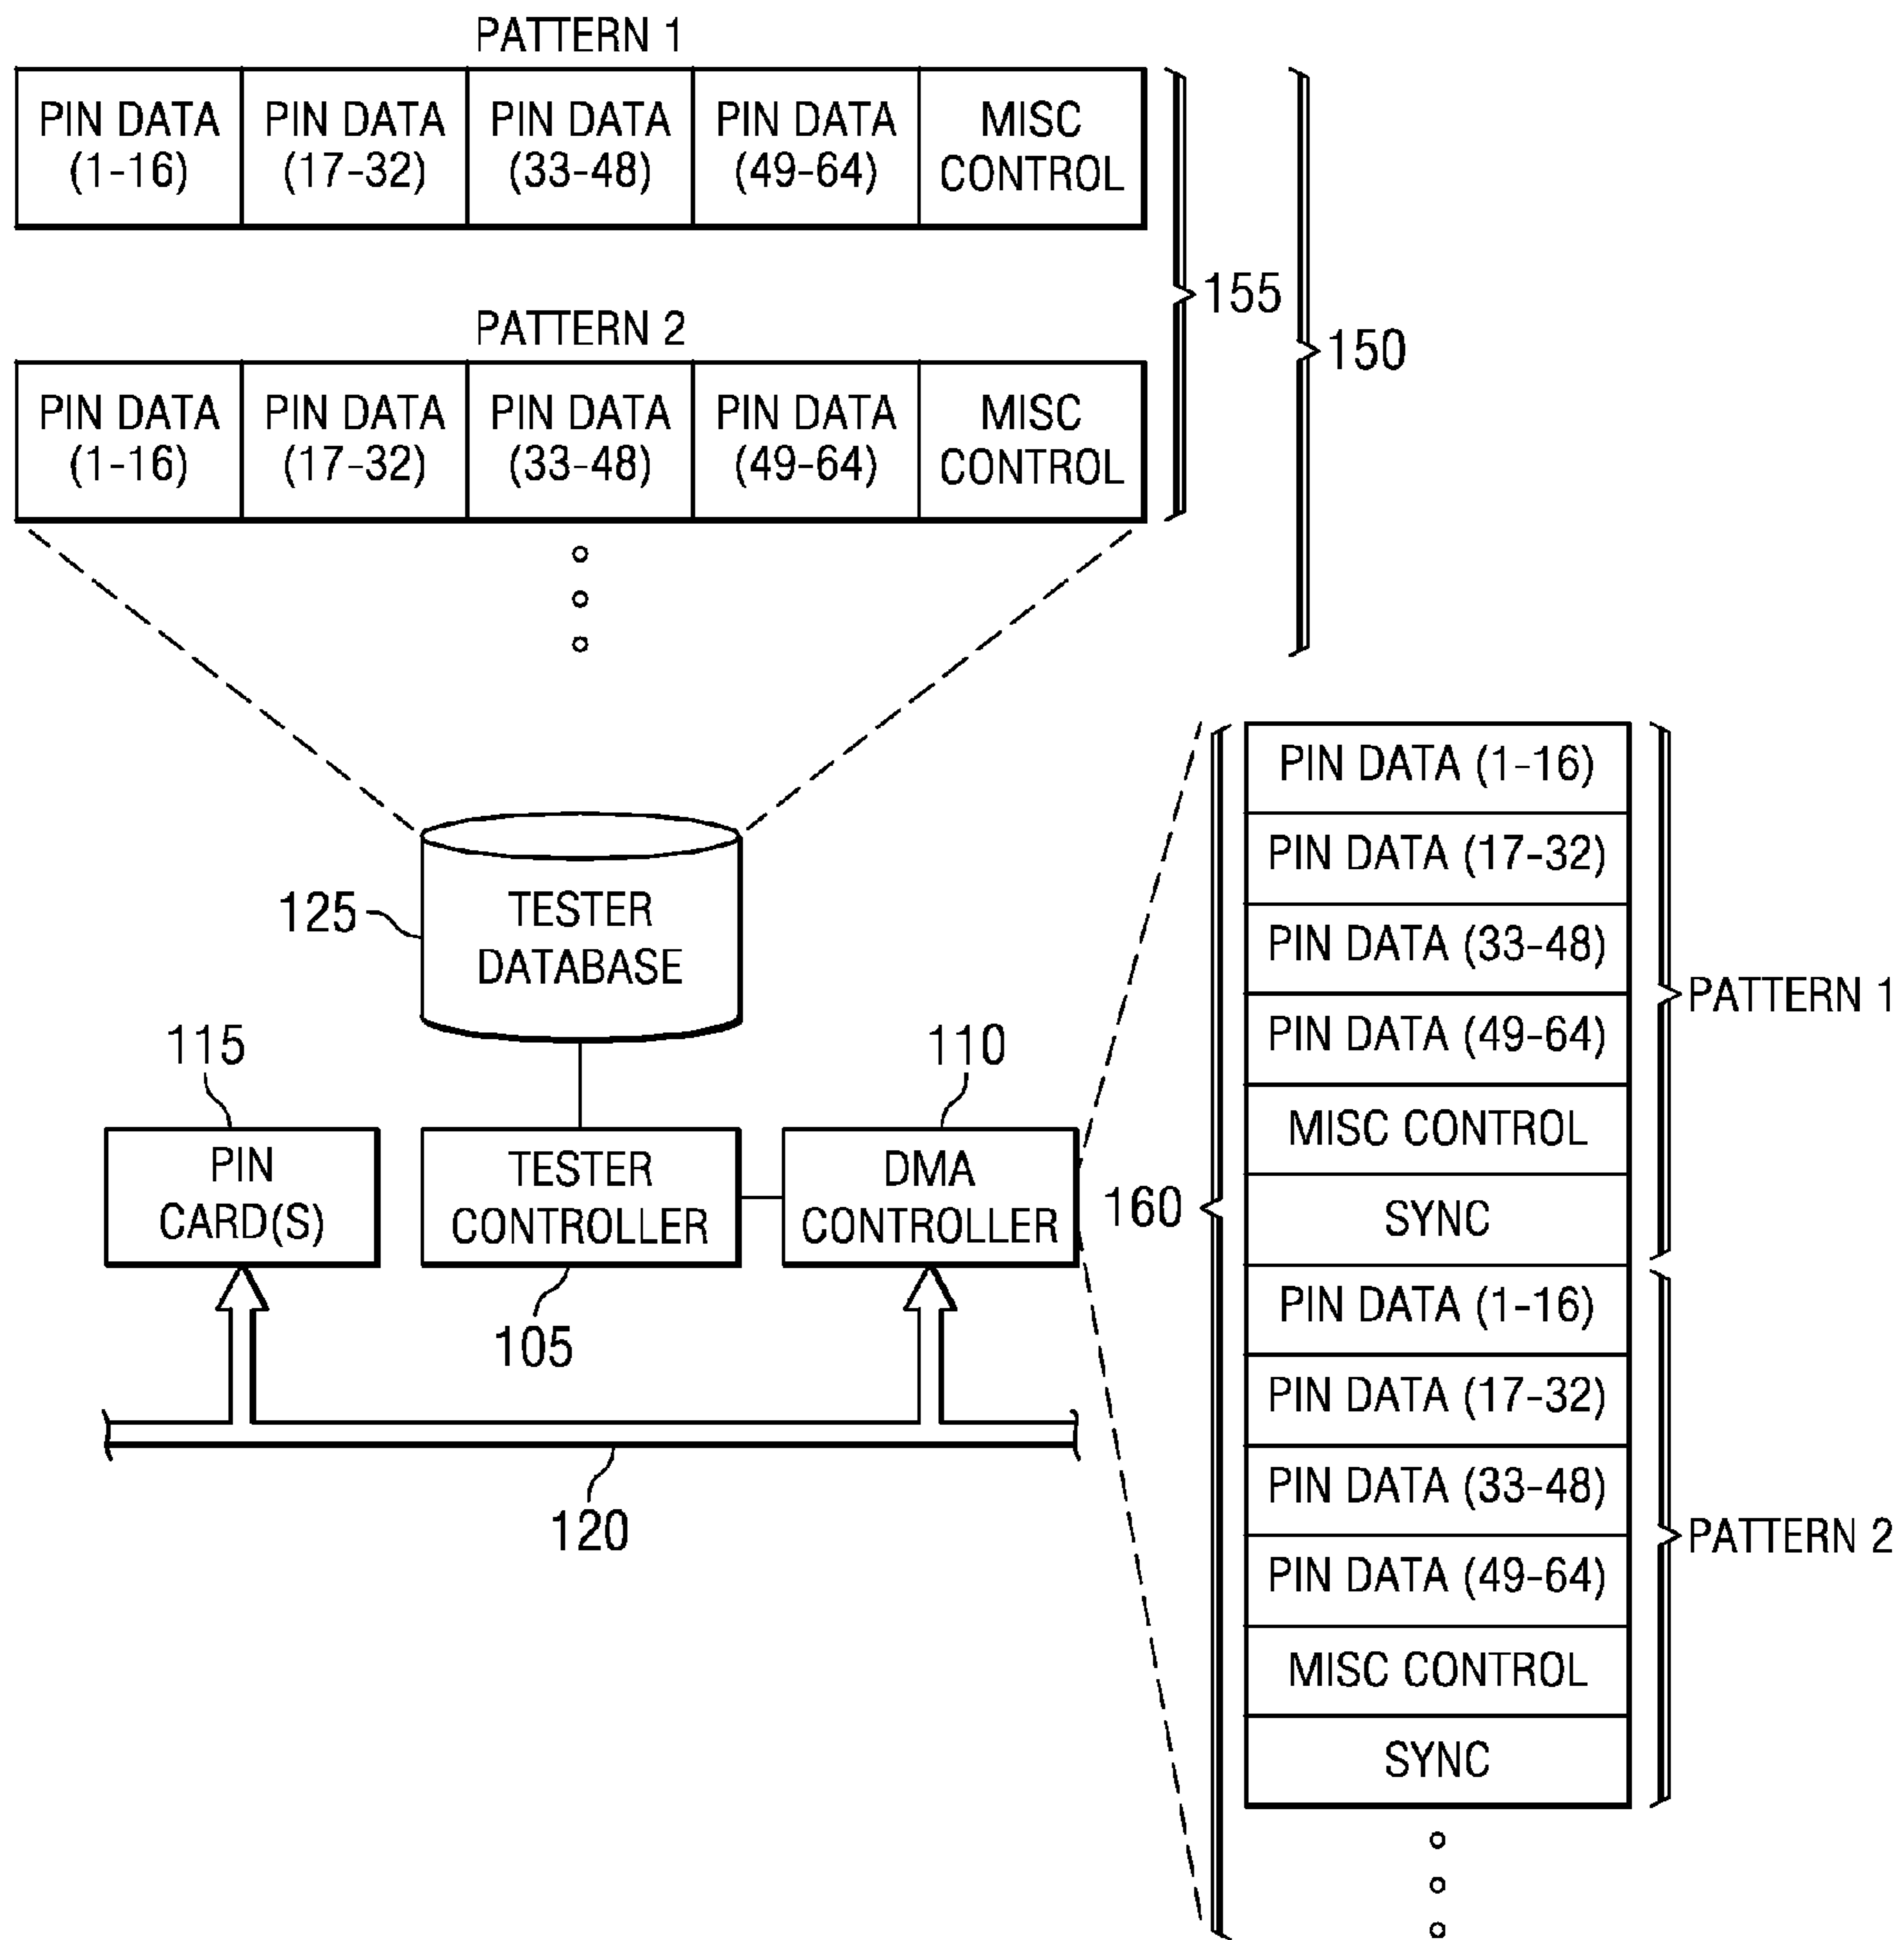 PATTERN 1
PIN DATA (1-16)
PIN DATA (17-32)
PIN DATA (33-48)
PIN DATA (49-64)
MISC CONTROL
155
150
PATTERN 2
PIN DATA (1-16)
PIN DATA (17-32)
PIN DATA (33-48)
PIN DATA (49-64)
MISC CONTROL
125
TESTER
DATABASE
115
PIN
CARD(S)
TESTER
CONTROLLER
105
110
DMA
CONTROLLER
120
160
PIN DATA (1-16)
PIN DATA (17-32)
PIN DATA (33-48)
PIN DATA (49-64)
MISC CONTROL
SYNC
PATTERN 1
PIN DATA (1-16)
PIN DATA (17-32)
PIN DATA (33-48)
PIN DATA (49-64)
MISC CONTROL
SYNC
PATTERN 2